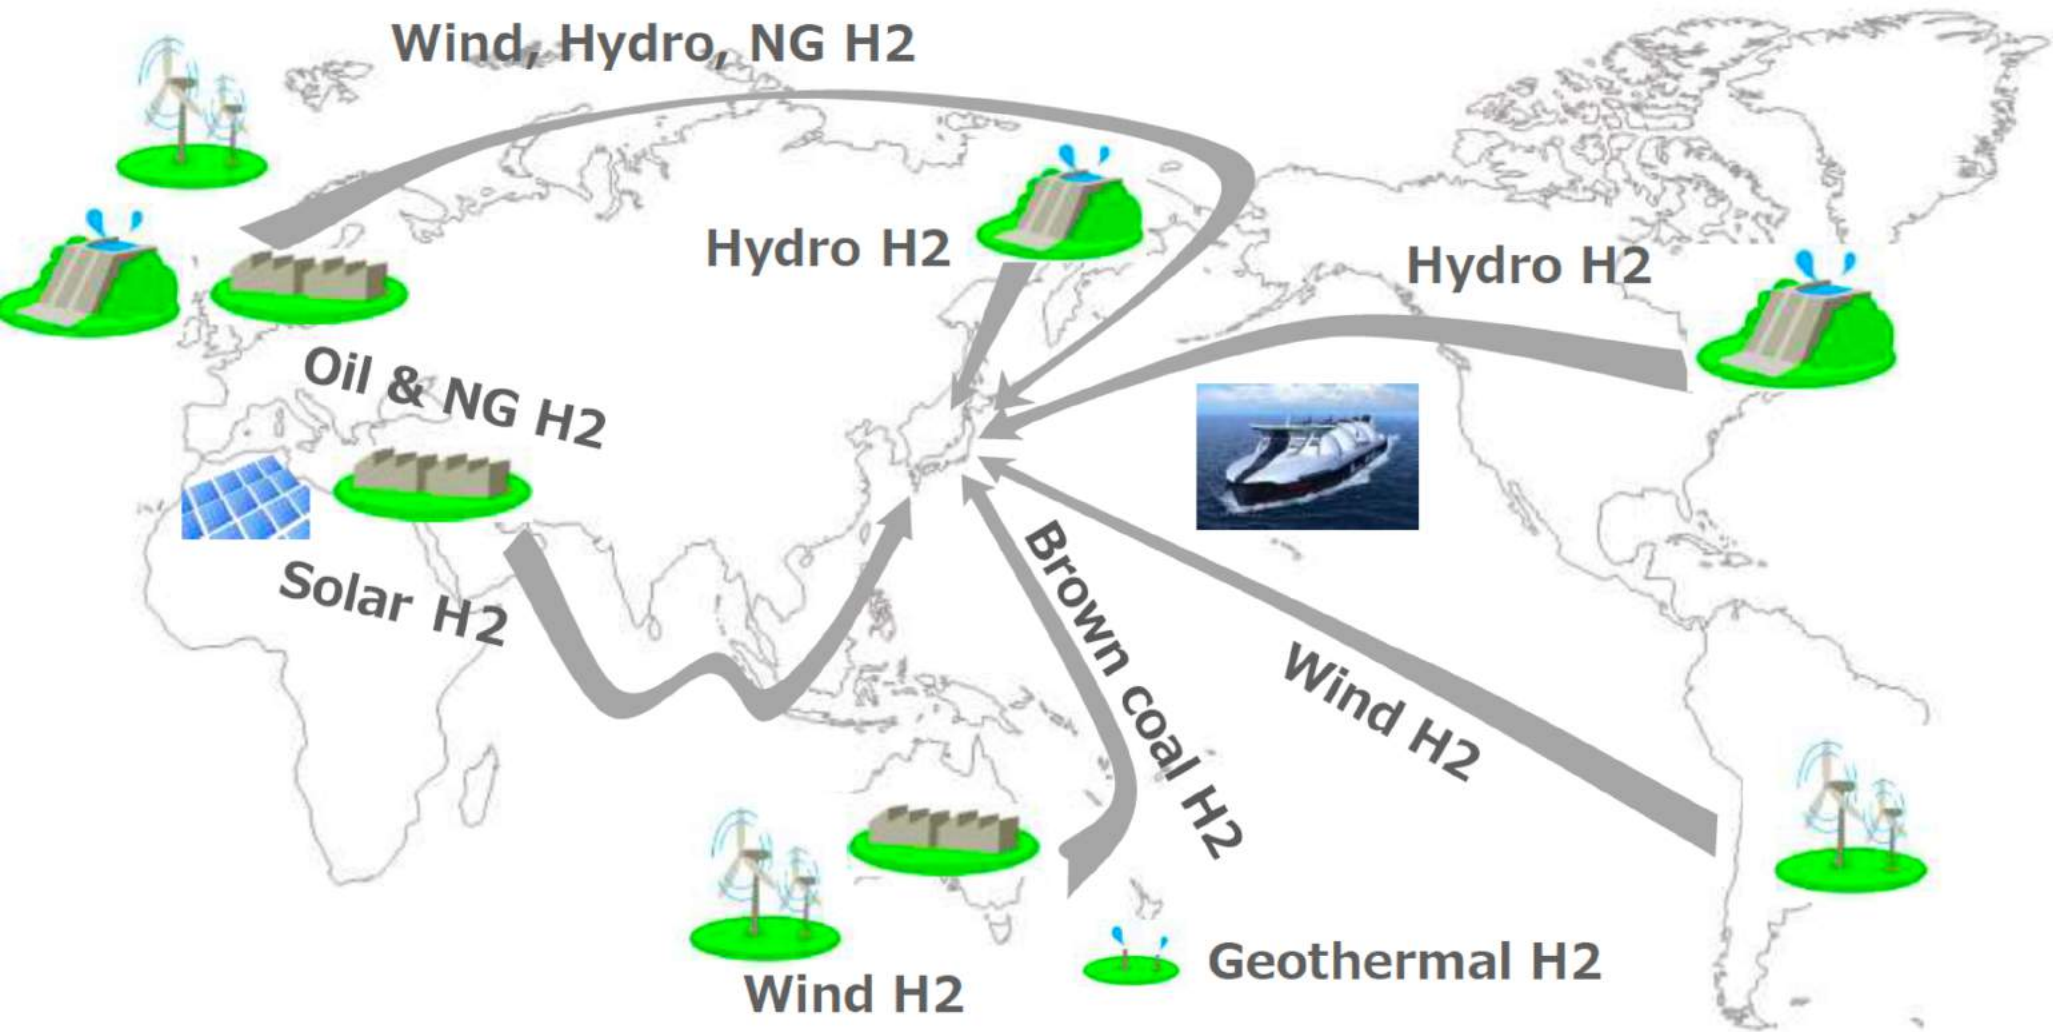 Wind, Hydro, NG H2
Hydro H2
Hydro H2
Oil & NG H2
Solar H2
Brown coal H2
Wind H2
Wind H2
Geothermal H2